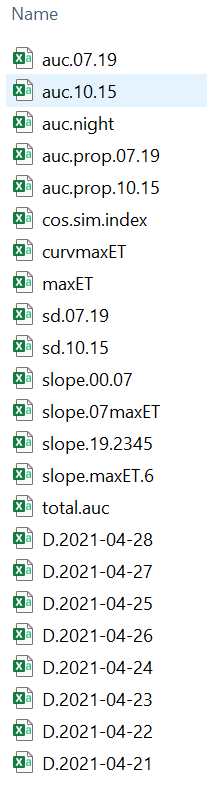 Name
auc.07.19
auc.10.15
auc.night
auc.prop.07.19
auc.prop.10.15
cos.sim.index
curvmaxET
maxET
sd.07.19
sd.10.15
slope.00.07
slope.07maxET
slope.19.2345
slope.maxET.6
total.auc
D.2021-04-28
D.2021-04-27
D.2021-04-25
D.2021-04-26
D.2021-04-24
D.2021-04-23
D.2021-04-22
D.2021-04-21